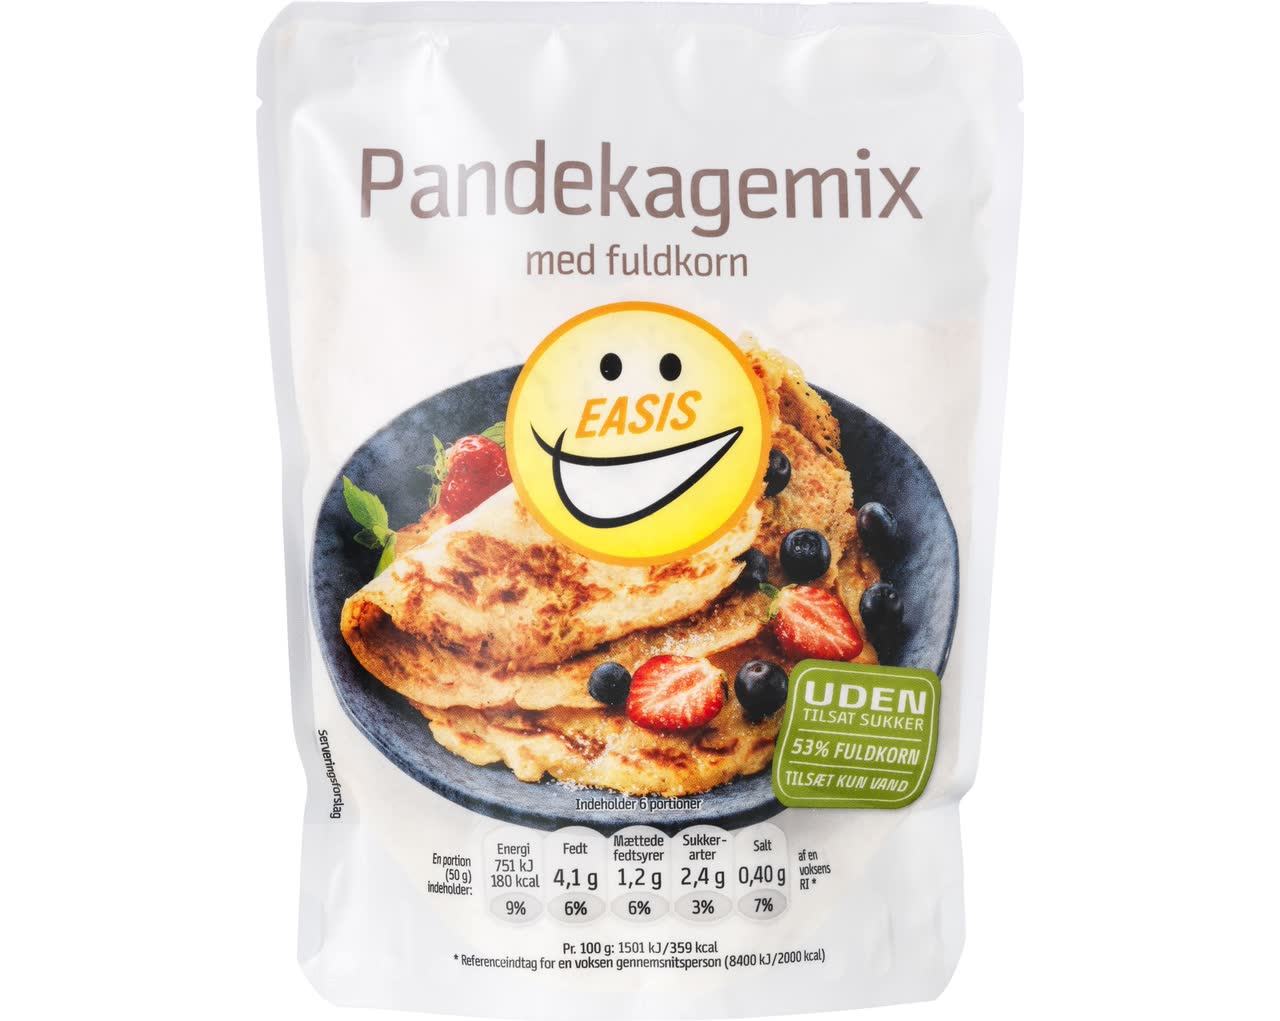 Pandekagemix
med fuldkorn
EASIS
UDEN
TILSAT SUKKER
53% FULDKORN
TILSÆT KUN VAND
Serveringsforslag
Indeholder 6 portioner
En portion
(50 g)
indeholder:
Energi
751 kJ
180 kcal
9%
Fedt
4,1 g
6%
Mættede
fedtsyrer
1,2 g
6%
Sukker-
arter
2,4 g
3%
Salt
0,40 g
7%
af en
voksens
RI *
Pr. 100 g: 1501 kJ/359 kcal
* Referenceindtag for en voksen gennemsnitsperson (8400 kJ/2000 kcal)